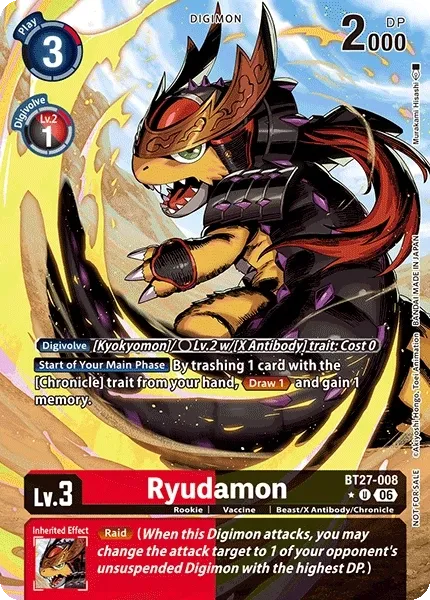 DIGIMON
Play
3
DP
2000
Digivolve
Lv.2
1
Murakami Hisashi
Digivolve [Kyokyomon]/◯Lv.2 w/[X Antibody] trait: Cost 0
Start of Your Main Phase By trashing 1 card with the
[Chronicle] trait from your hand, Draw 1 and gain 1
memory.
©Akiyoshi Hongo, Toei Animation BANDAI MADE IN JAPAN
NOT FOR SALE
Lv.3
Ryudamon
BT27-008
★ U 06
Rookie | Vaccine | Beast/X Antibody/Chronicle
Inherited Effect
Raid (When this Digimon attacks, you may
change the attack target to 1 of your opponent's
unsuspended Digimon with the highest DP.)